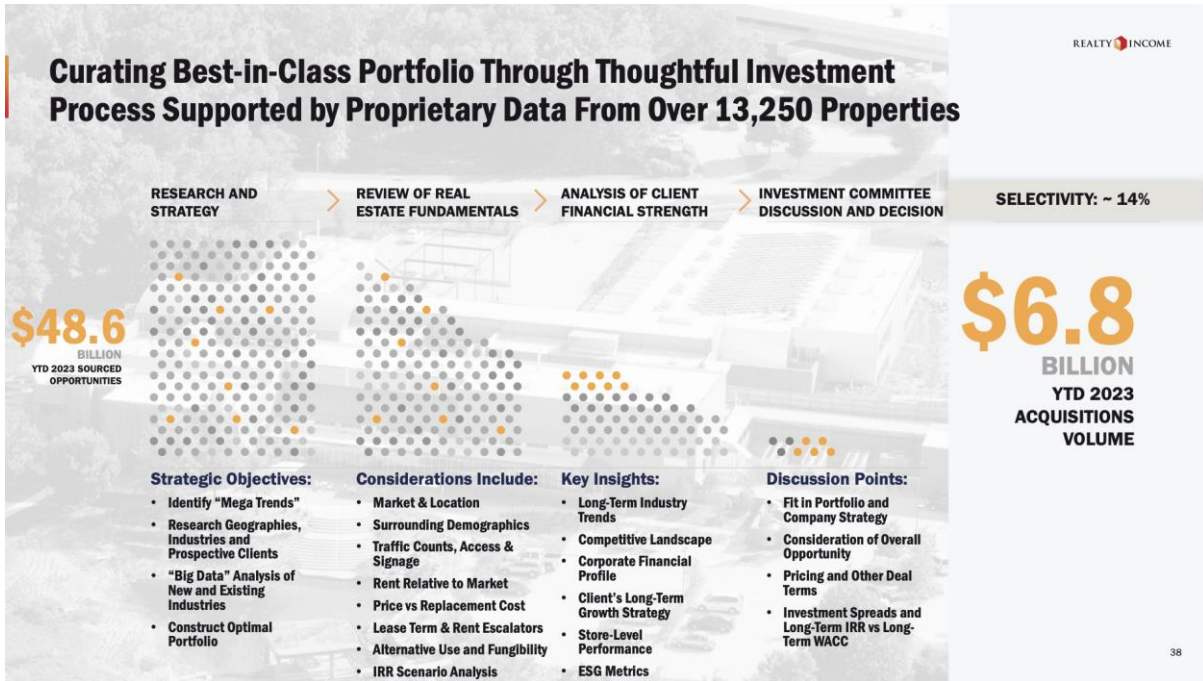 REALTY INCOME
Curating Best-in-Class Portfolio Through Thoughtful Investment
Process Supported by Proprietary Data From Over 13,250 Properties
RESEARCH AND
STRATEGY
REVIEW OF REAL
ESTATE FUNDAMENTALS
ANALYSIS OF CLIENT
FINANCIAL STRENGTH
INVESTMENT COMMITTEE
DISCUSSION AND DECISION
SELECTIVITY: ~ 14%
$48.6
BILLION
YTD 2023 SOURCED
OPPORTUNITIES
$6.8
BILLION
YTD 2023
ACQUISITIONS
VOLUME
Strategic Objectives:
• Identify “Mega Trends”
• Research Geographies,
Industries and
Prospective Clients
• “Big Data” Analysis of
New and Existing
Industries
• Construct Optimal
Portfolio
Considerations Include:
• Market & Location
• Surrounding Demographics
• Traffic Counts, Access &
Signage
• Rent Relative to Market
• Price vs Replacement Cost
• Lease Term & Rent Escalators
• Alternative Use and Fungibility
• IRR Scenario Analysis
Key Insights:
• Long-Term Industry
Trends
• Competitive Landscape
• Corporate Financial
Profile
• Client’s Long-Term
Growth Strategy
• Store-Level
Performance
• ESG Metrics
Discussion Points:
• Fit in Portfolio and
Company Strategy
• Consideration of Overall
Opportunity
• Pricing and Other Deal
Terms
• Investment Spreads and
Long-Term IRR vs Long-
Term WACC
38